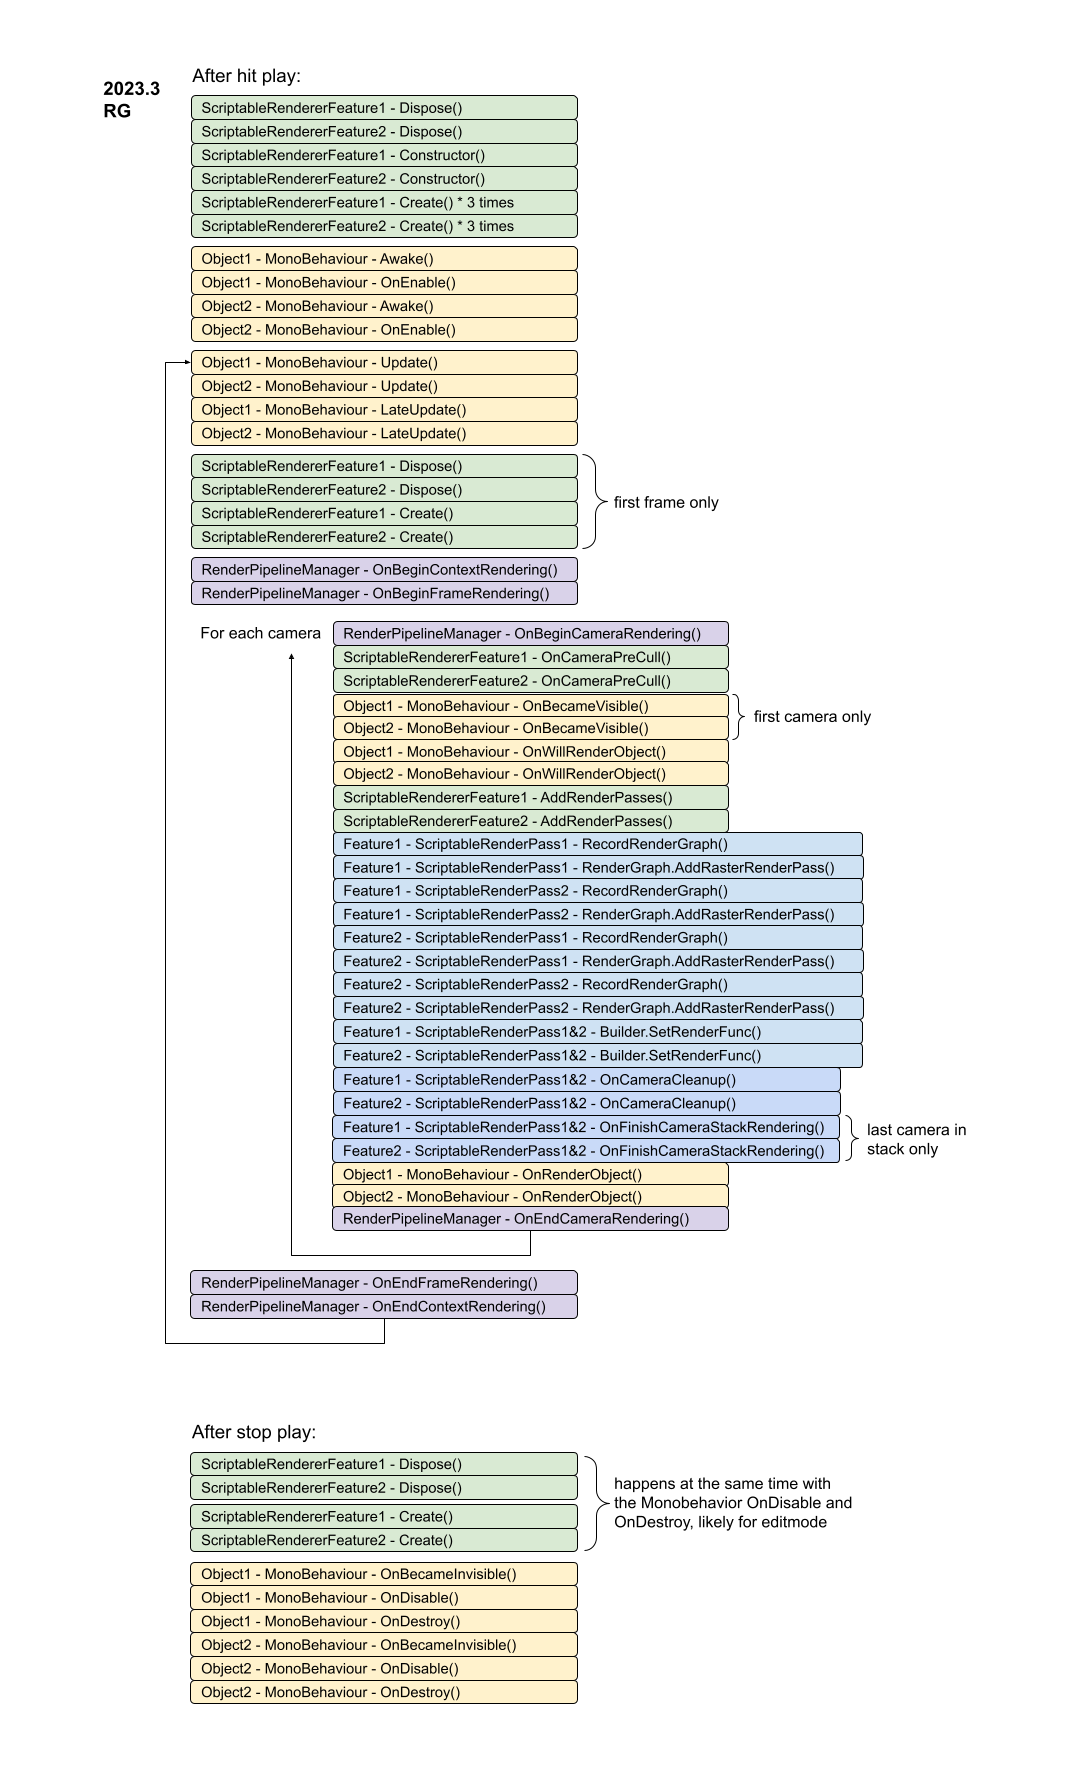 2023.3
RG
After hit play:
ScriptableRendererFeature1 - Dispose()
ScriptableRendererFeature2 - Dispose()
ScriptableRendererFeature1 - Constructor()
ScriptableRendererFeature2 - Constructor()
ScriptableRendererFeature1 - Create() * 3 times
ScriptableRendererFeature2 - Create() * 3 times
Object1 - MonoBehaviour - Awake()
Object1 - MonoBehaviour - OnEnable()
Object2 - MonoBehaviour - Awake()
Object2 - MonoBehaviour - OnEnable()
Object1 - MonoBehaviour - Update()
Object2 - MonoBehaviour - Update()
Object1 - MonoBehaviour - LateUpdate()
Object2 - MonoBehaviour - LateUpdate()
ScriptableRendererFeature1 - Dispose()
ScriptableRendererFeature2 - Dispose()
ScriptableRendererFeature1 - Create()
ScriptableRendererFeature2 - Create()
first frame only
RenderPipelineManager - OnBeginContextRendering()
RenderPipelineManager - OnBeginFrameRendering()
For each camera
RenderPipelineManager - OnBeginCameraRendering()
ScriptableRendererFeature1 - OnCameraPreCull()
ScriptableRendererFeature2 - OnCameraPreCull()
Object1 - MonoBehaviour - OnBecameVisible()
Object2 - MonoBehaviour - OnBecameVisible()
first camera only
Object1 - MonoBehaviour - OnWillRenderObject()
Object2 - MonoBehaviour - OnWillRenderObject()
ScriptableRendererFeature1 - AddRenderPasses()
ScriptableRendererFeature2 - AddRenderPasses()
Feature1 - ScriptableRenderPass1 - RecordRenderGraph()
Feature1 - ScriptableRenderPass1 - RenderGraph.AddRasterRenderPass()
Feature1 - ScriptableRenderPass2 - RecordRenderGraph()
Feature1 - ScriptableRenderPass2 - RenderGraph.AddRasterRenderPass()
Feature2 - ScriptableRenderPass1 - RecordRenderGraph()
Feature2 - ScriptableRenderPass1 - RenderGraph.AddRasterRenderPass()
Feature2 - ScriptableRenderPass2 - RecordRenderGraph()
Feature2 - ScriptableRenderPass2 - RenderGraph.AddRasterRenderPass()
Feature1 - ScriptableRenderPass1&2 - Builder.SetRenderFunc()
Feature2 - ScriptableRenderPass1&2 - Builder.SetRenderFunc()
Feature1 - ScriptableRenderPass1&2 - OnCameraCleanup()
Feature2 - ScriptableRenderPass1&2 - OnCameraCleanup()
Feature1 - ScriptableRenderPass1&2 - OnFinishCameraStackRendering()
Feature2 - ScriptableRenderPass1&2 - OnFinishCameraStackRendering()
last camera in
stack only
Object1 - MonoBehaviour - OnRenderObject()
Object2 - MonoBehaviour - OnRenderObject()
RenderPipelineManager - OnEndCameraRendering()
RenderPipelineManager - OnEndFrameRendering()
RenderPipelineManager - OnEndContextRendering()
After stop play:
ScriptableRendererFeature1 - Dispose()
ScriptableRendererFeature2 - Dispose()
ScriptableRendererFeature1 - Create()
ScriptableRendererFeature2 - Create()
happens at the same time with
the Monobehavior OnDisable and
OnDestroy, likely for editmode
Object1 - MonoBehaviour - OnBecameInvisible()
Object1 - MonoBehaviour - OnDisable()
Object1 - MonoBehaviour - OnDestroy()
Object2 - MonoBehaviour - OnBecameInvisible()
Object2 - MonoBehaviour - OnDisable()
Object2 - MonoBehaviour - OnDestroy()